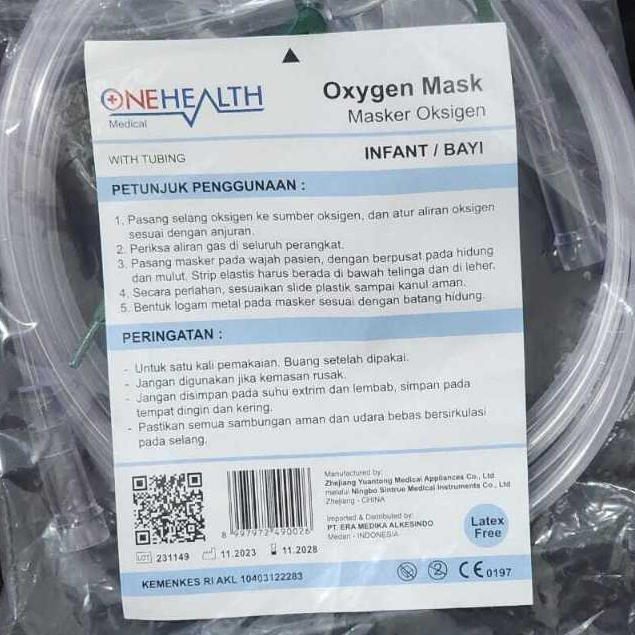 ONEHEALTH
Medical
Oxygen Mask
Masker Oksigen
WITH TUBING
INFANT / BAYI
PETUNJUK PENGGUNAAN :
1. Pasang selang oksigen ke sumber oksigen, dan atur aliran oksigen
sesuai dengan anjuran.
2. Periksa aliran gas di seluruh perangkat.
3. Pasang masker pada wajah pasien, dengan berpusat pada hidung
dan mulut. Strip elastis harus berada di bawah telinga dan di leher.
4. Secara perlahan, sesuaikan slide plastik sampai kanul aman.
5. Bentuk logam metal pada masker sesuai dengan batang hidung.
PERINGATAN :
- Untuk satu kali pemakaian. Buang setelah dipakai.
- Jangan digunakan jika kemasan rusak.
- Jangan disimpan pada suhu extrim dan lembab, simpan pada
tempat dingin dan kering.
- Pastikan semua sambungan aman dan udara bebas bersirkulasi
pada selang.
Manufactured by:
Zhejiang Yuantong Medical Appliances Co., Ltd
melalui Ningbo Sintrue Medical Instruments Co., Ltd
Zhejiang - CHINA
Imported & Distributed by:
PT. ERA MEDIKA ALKESINDO
Medan - INDONESIA
Latex
Free
8 997972 490026
LOT 231149 11.2023 11.2028
KEMENKES RI AKL 10403122283
2 CE 0197